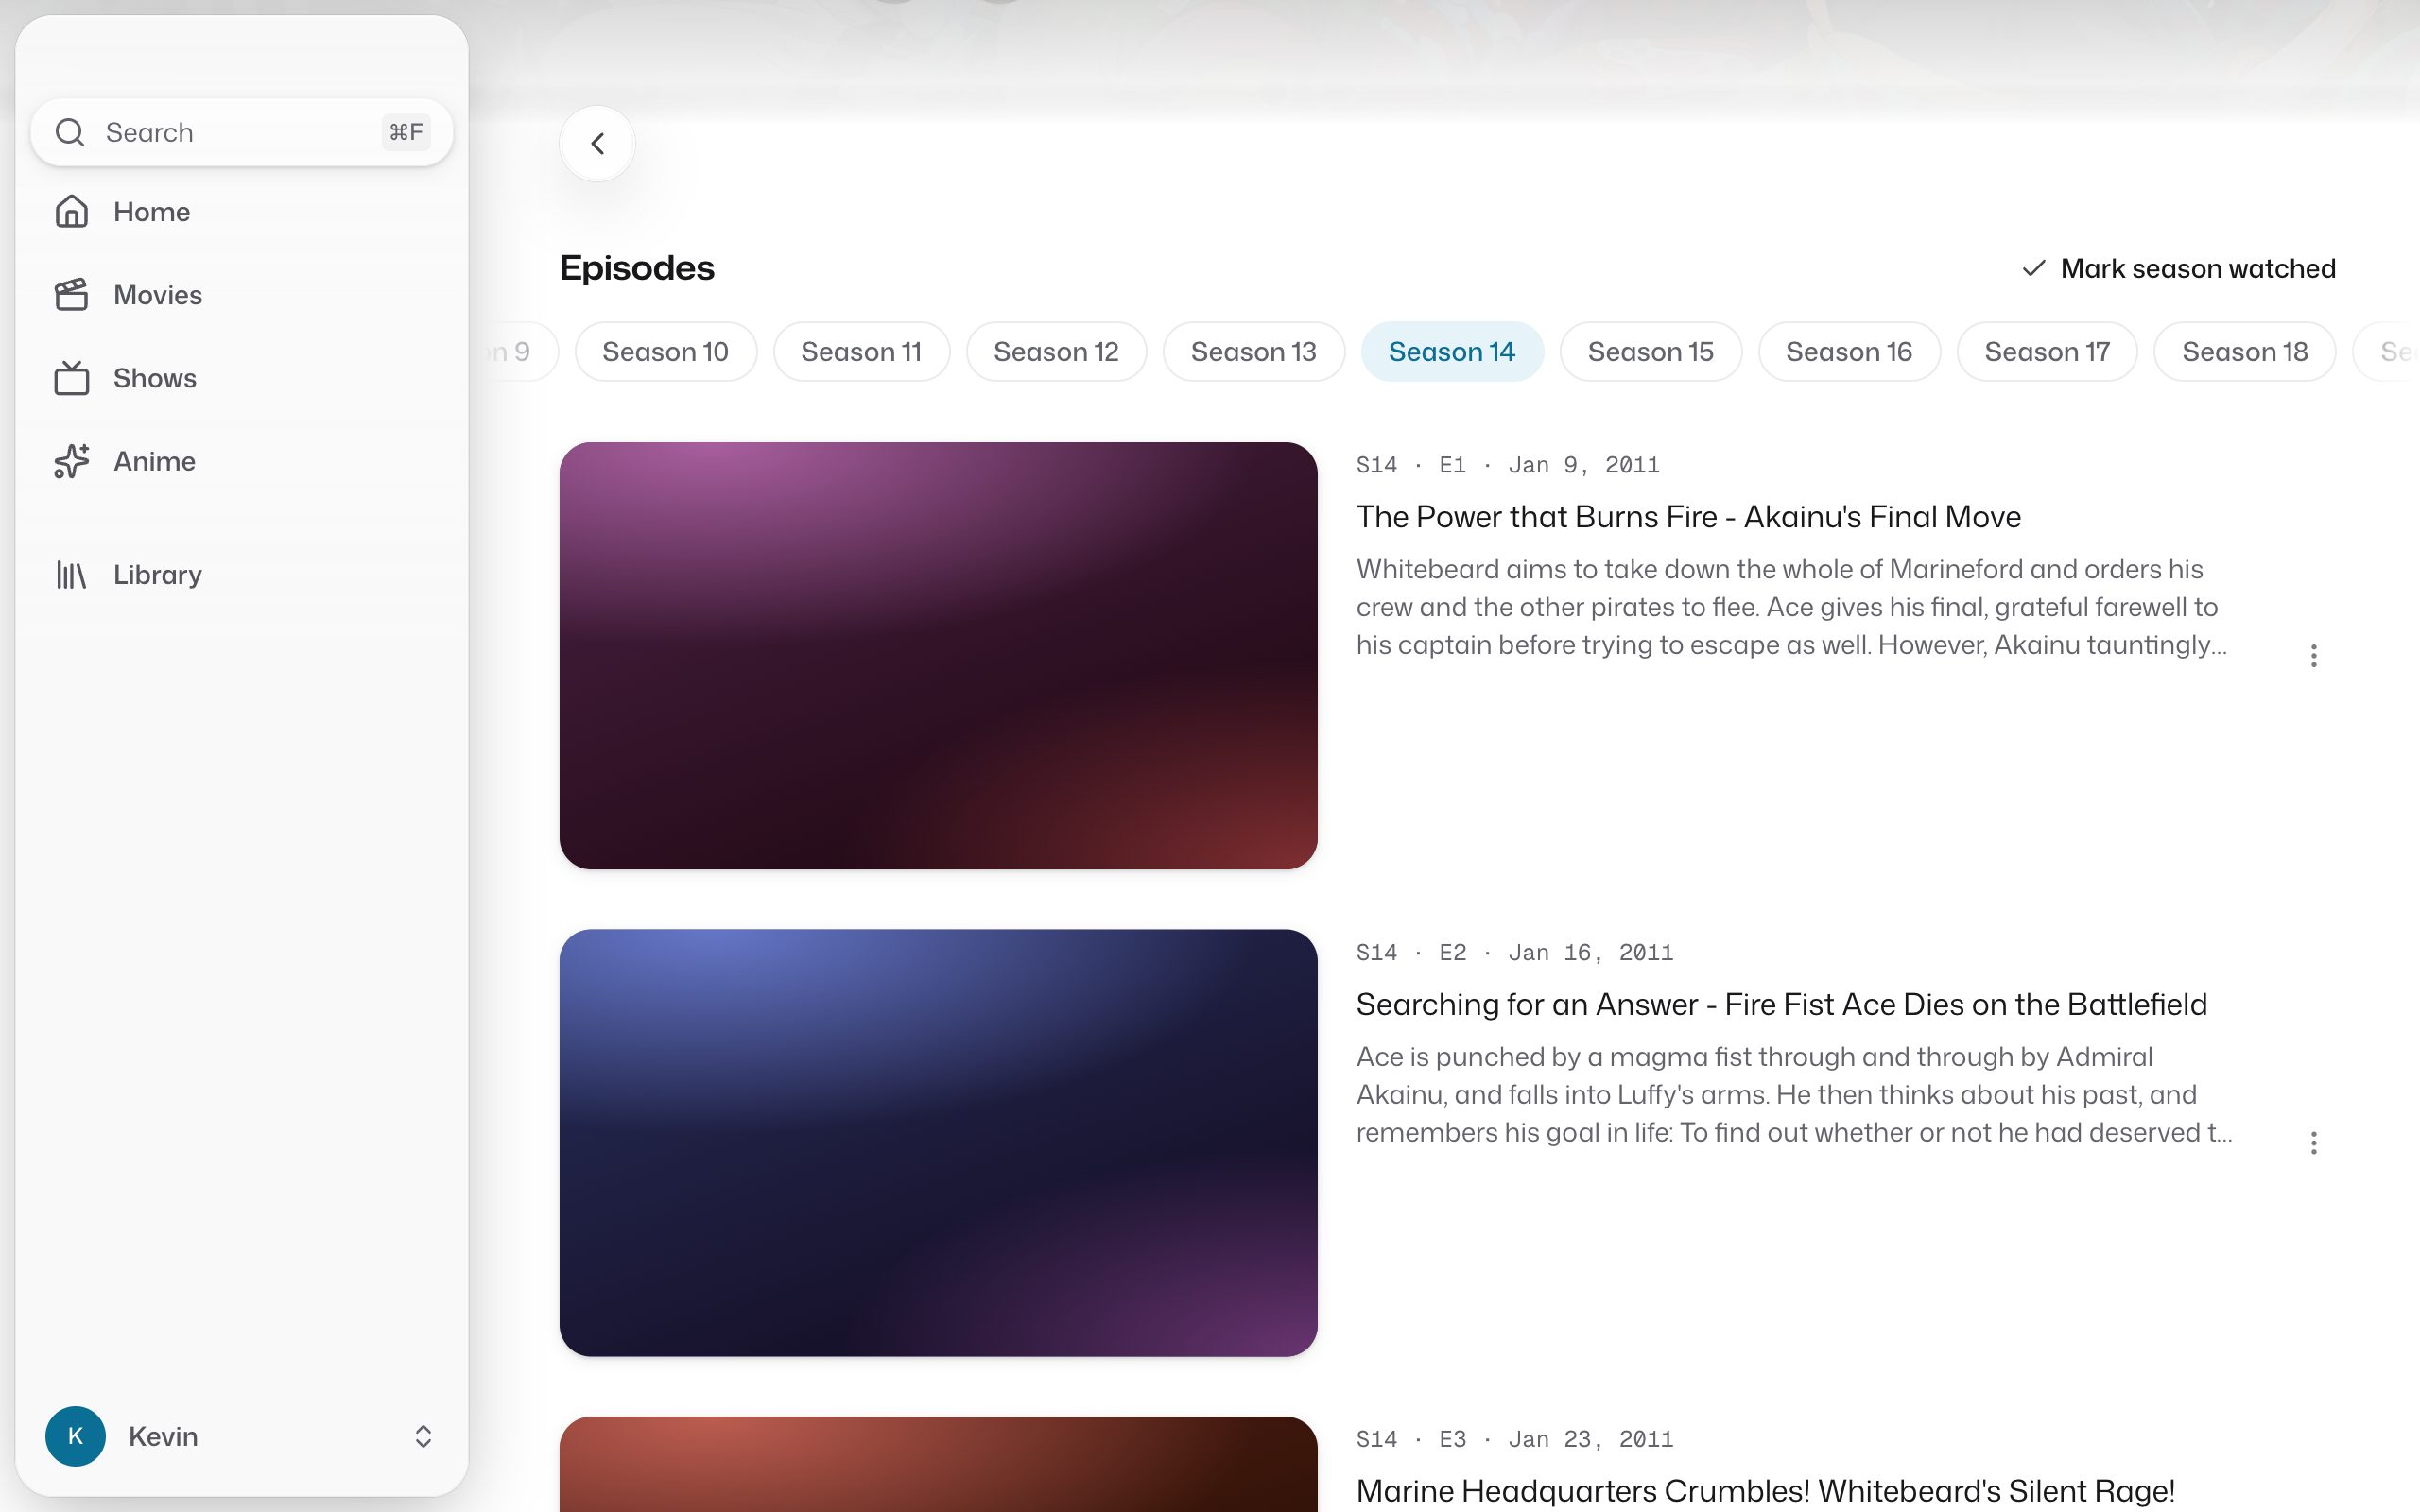 Search ⌘F
Home
Movies
Shows
Anime
Library
K Kevin
Episodes
Mark season watched
n 9
Season 10
Season 11
Season 12
Season 13
Season 14
Season 15
Season 16
Season 17
Season 18
Se
S14 · E1 · Jan 9, 2011
The Power that Burns Fire - Akainu's Final Move
Whitebeard aims to take down the whole of Marineford and orders his
crew and the other pirates to flee. Ace gives his final, grateful farewell to
his captain before trying to escape as well. However, Akainu tauntingly…
S14 · E2 · Jan 16, 2011
Searching for an Answer - Fire Fist Ace Dies on the Battlefield
Ace is punched by a magma fist through and through by Admiral
Akainu, and falls into Luffy's arms. He then thinks about his past, and
remembers his goal in life: To find out whether or not he had deserved t…
S14 · E3 · Jan 23, 2011
Marine Headquarters Crumbles! Whitebeard's Silent Rage!